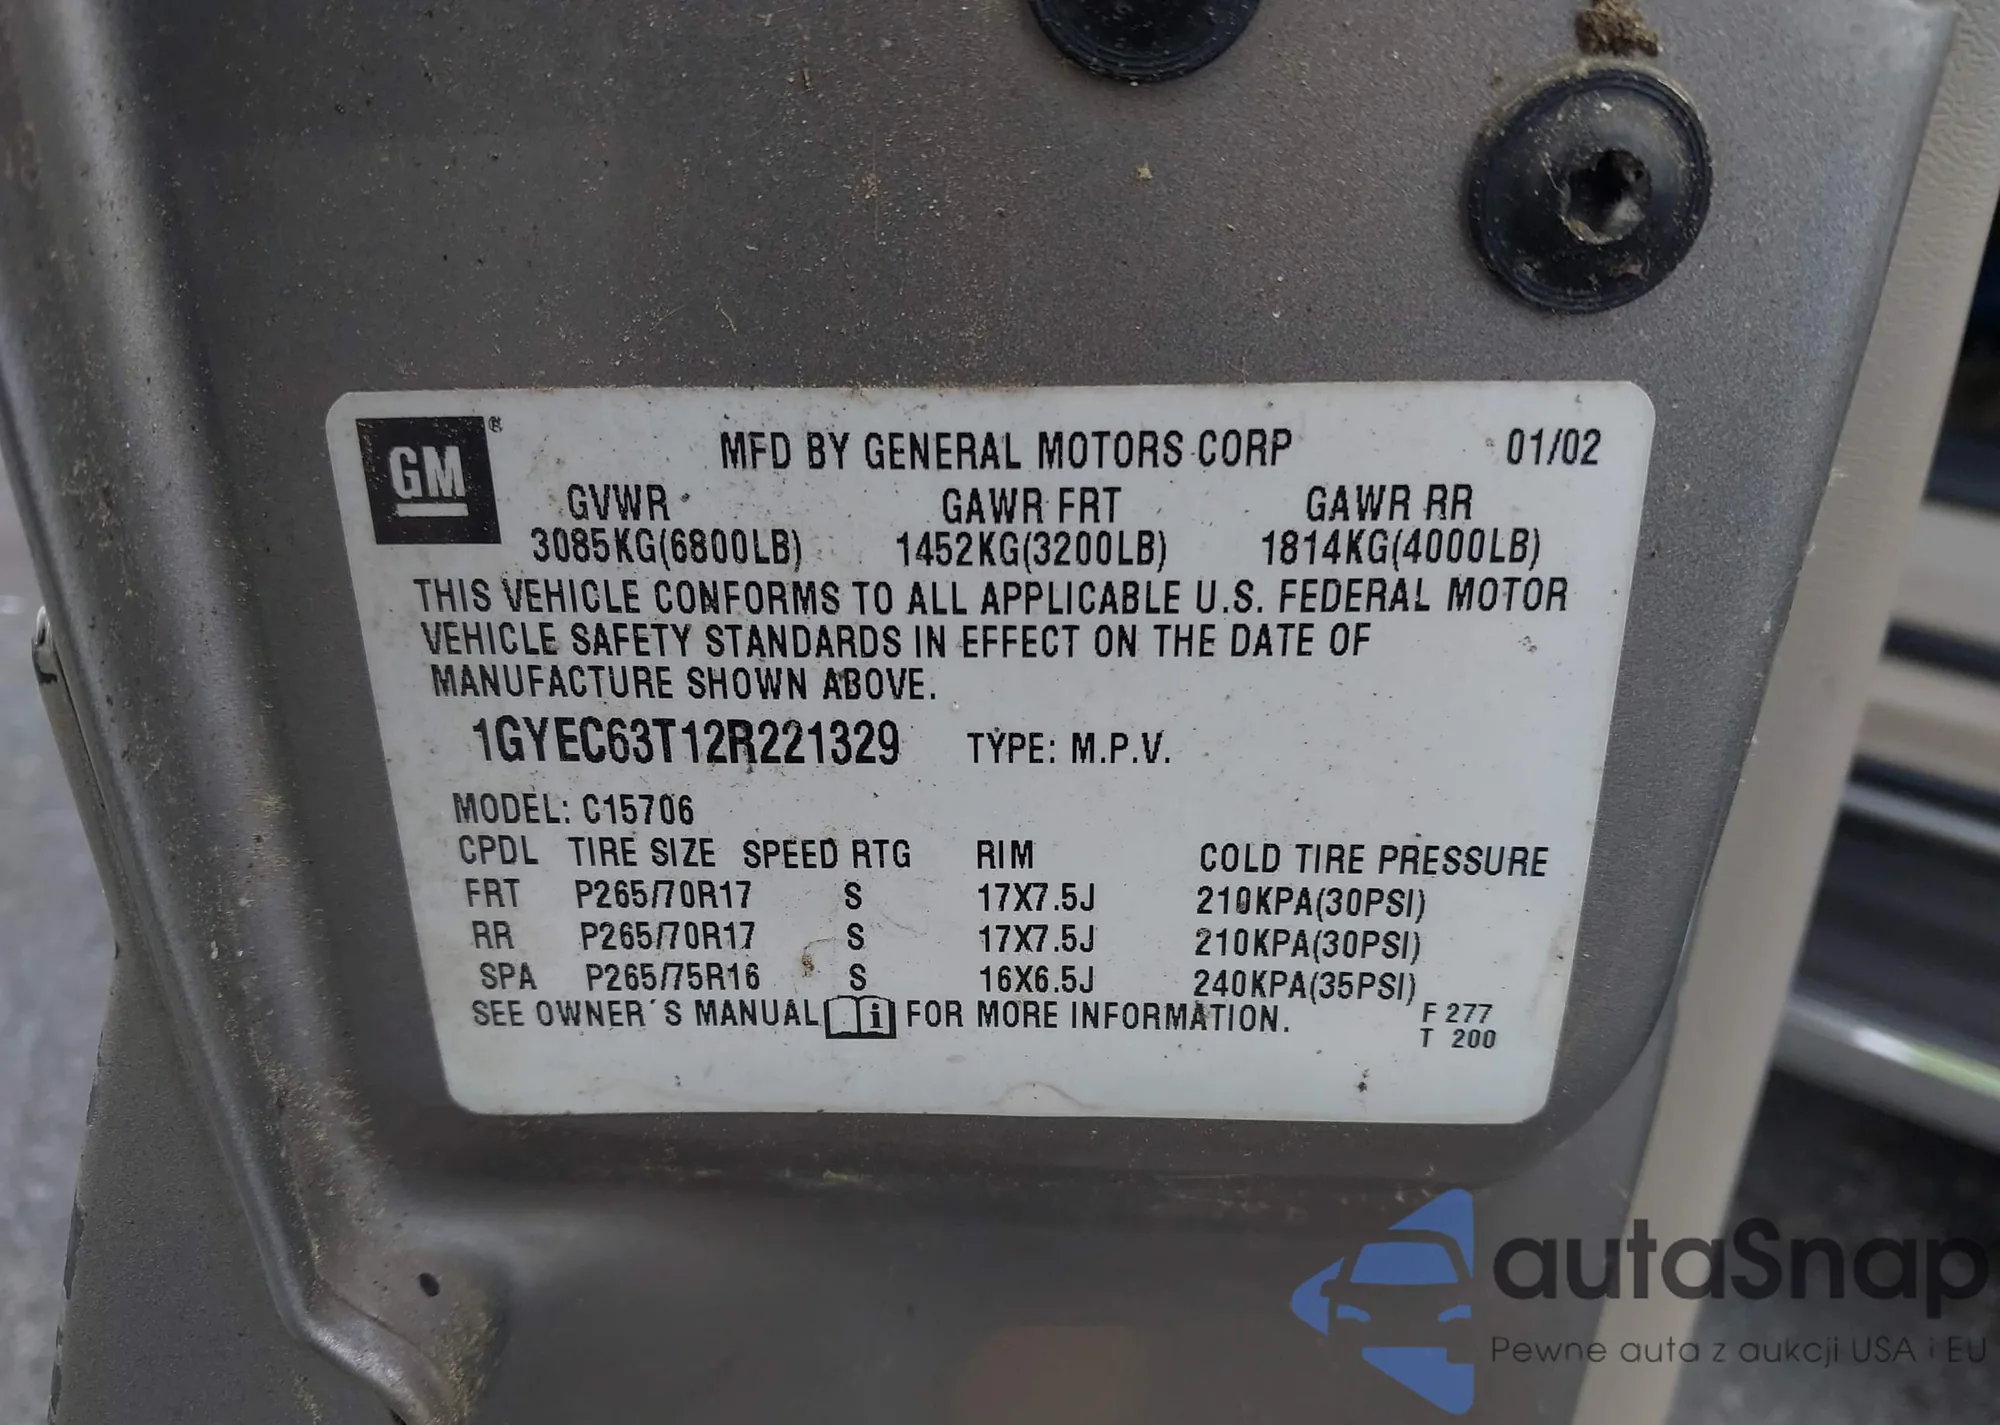 GM®
MFD BY GENERAL MOTORS CORP 01/02
GVWR GAWR FRT GAWR RR
3085KG(6800LB) 1452KG(3200LB) 1814KG(4000LB)
THIS VEHICLE CONFORMS TO ALL APPLICABLE U.S. FEDERAL MOTOR
VEHICLE SAFETY STANDARDS IN EFFECT ON THE DATE OF
MANUFACTURE SHOWN ABOVE.
1GYEC63T12R221329 TYPE: M.P.V.
MODEL: C15706
CPDL TIRE SIZE SPEED RTG RIM COLD TIRE PRESSURE
FRT P265/70R17 S 17X7.5J 210KPA(30PSI)
RR P265/70R17 S 17X7.5J 210KPA(30PSI)
SPA P265/75R16 S 16X6.5J 240KPA(35PSI)
SEE OWNER´S MANUAL i FOR MORE INFORMATION. F 277
T 200
autaSnap
Pewne auta z aukcji USA i EU